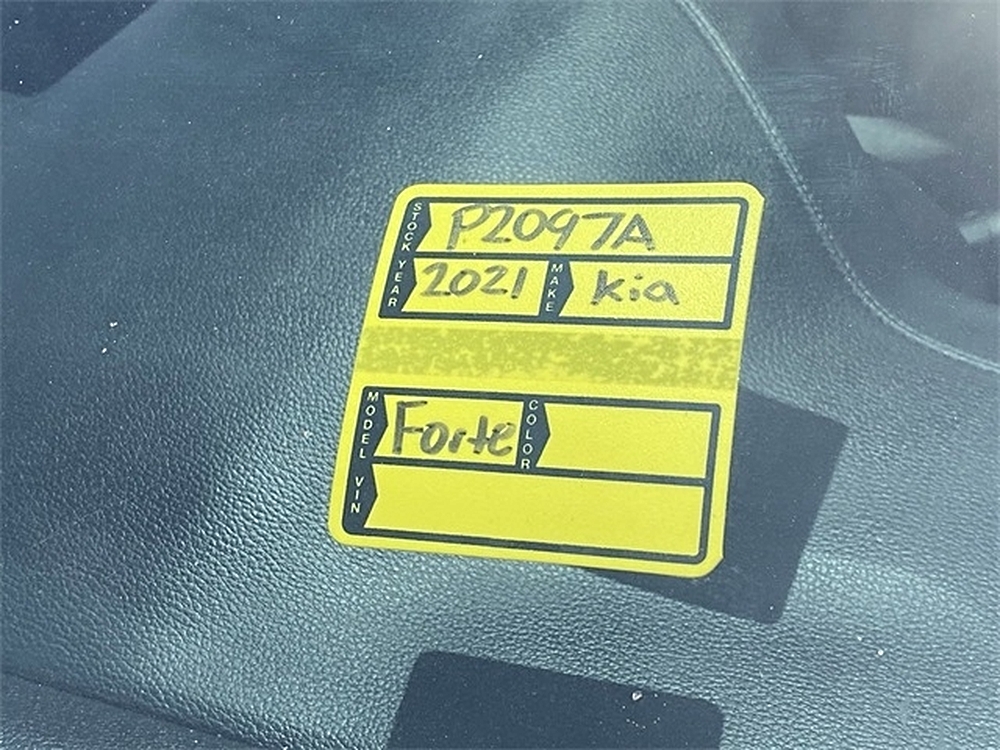 STOCK P2097A
YEAR 2021 MAKE kia
MODEL Forte COLOR
VIN